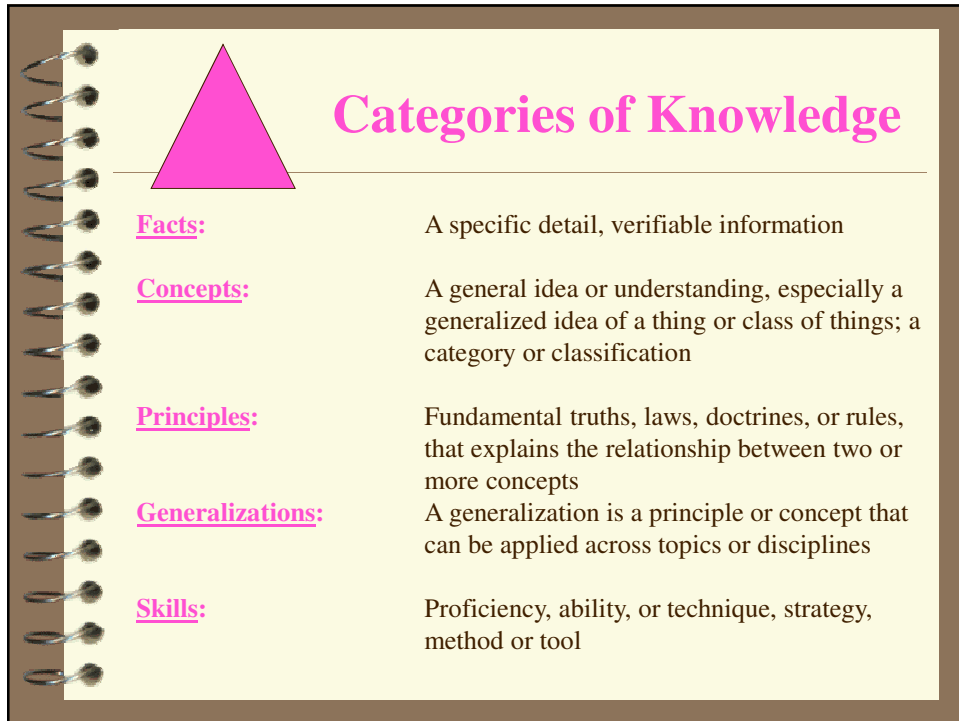 Categories of Knowledge
Facts: A specific detail, verifiable information
Concepts: A general idea or understanding, especially a
generalized idea of a thing or class of things; a
category or classification
Principles: Fundamental truths, laws, doctrines, or rules,
that explains the relationship between two or
more concepts
Generalizations: A generalization is a principle or concept that
can be applied across topics or disciplines
Skills: Proficiency, ability, or technique, strategy,
method or tool